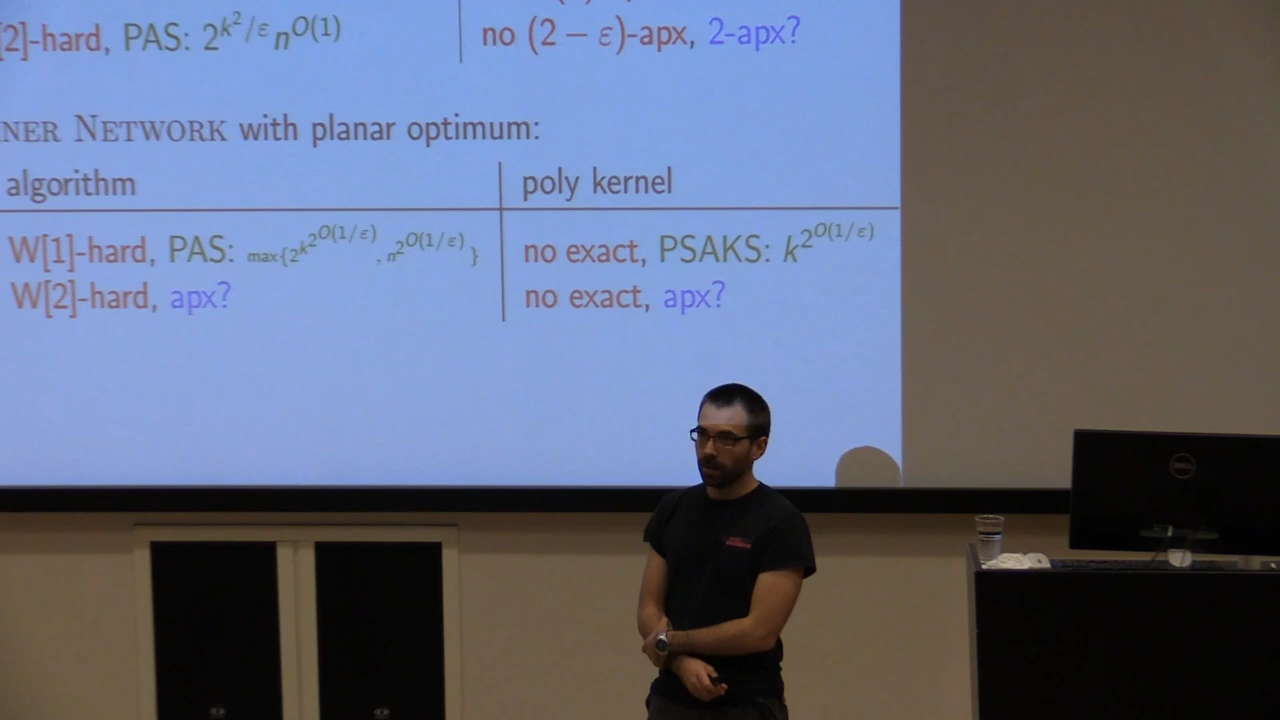 [2]-hard, PAS: 2^{k^2/ε} n^{O(1)}
no (2 − ε)-apx, 2-apx?
NER NETWORK with planar optimum:
algorithm
poly kernel
W[1]-hard, PAS: max{2^{k^{2^{O(1/ε)}}}, n^{2^{O(1/ε)}}}
no exact, PSAKS: k^{2^{O(1/ε)}}
W[2]-hard, apx?
no exact, apx?
DELL